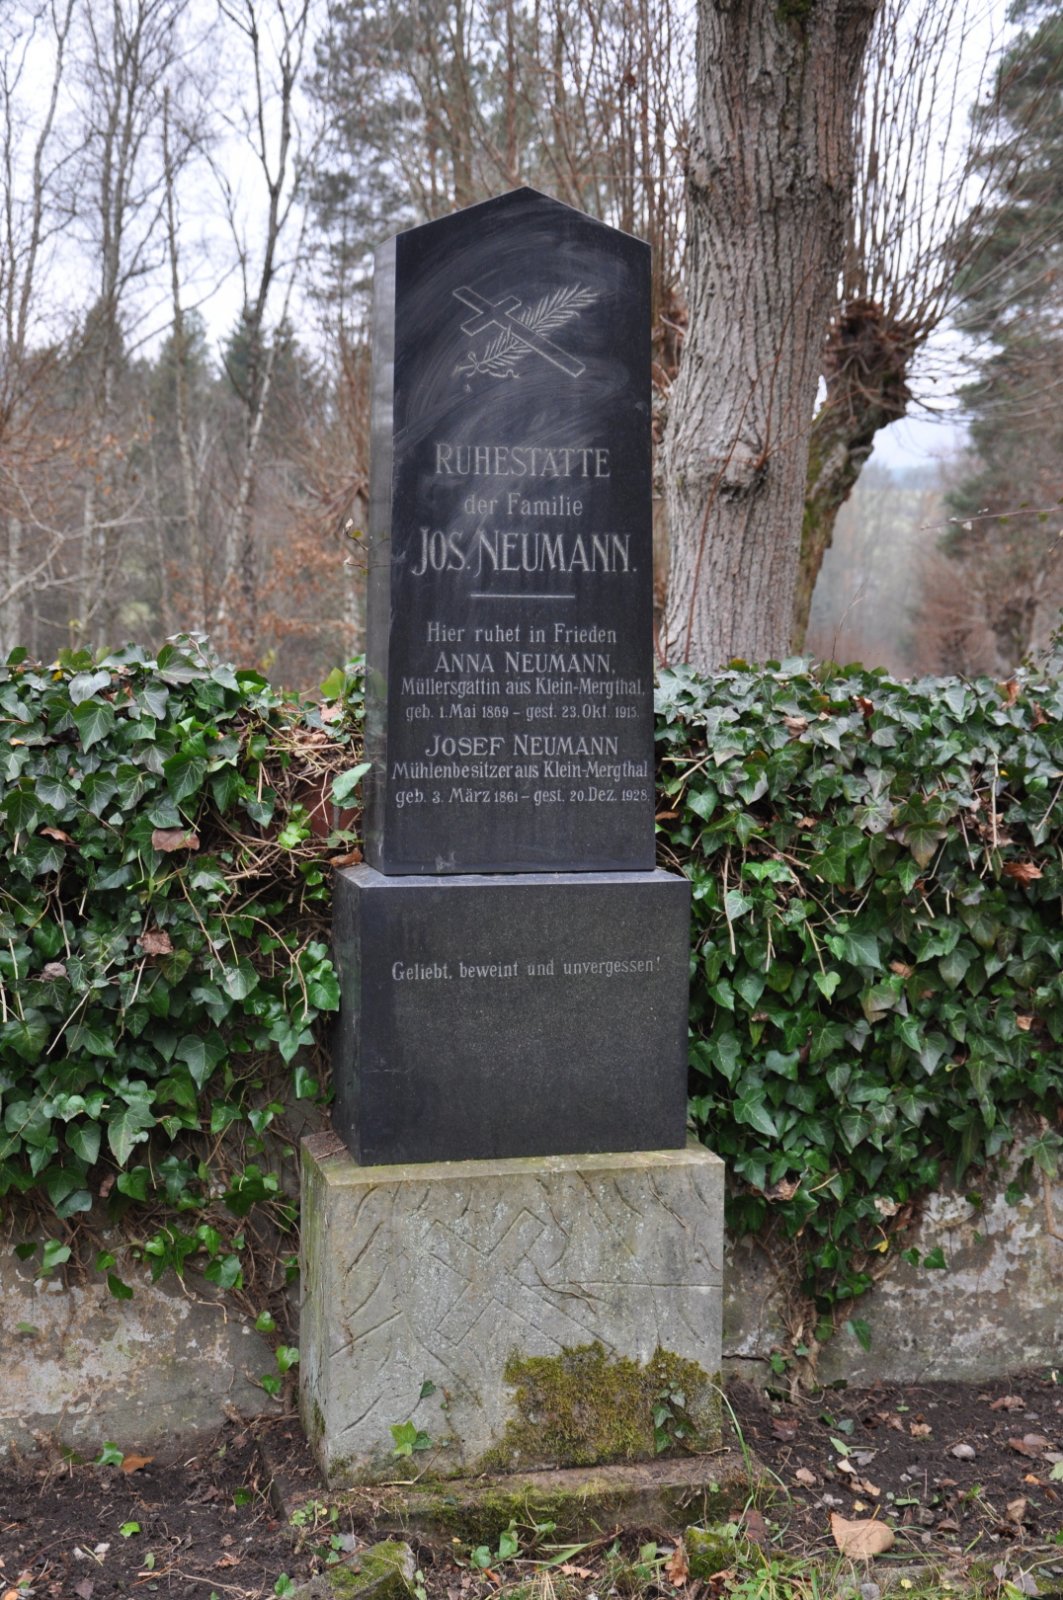 RUHESTÄTTE
der Familie
JOS. NEUMANN.
Hier ruhet in Frieden
ANNA NEUMANN,
Müllersgattin aus Klein-Mergthal,
geb. 1. Mai 1869 – gest. 23. Okt. 1915.
JOSEF NEUMANN
Mühlenbesitzer aus Klein-Mergthal
geb. 3. März 1861 – gest. 20. Dez. 1928.
Geliebt, beweint und unvergessen!